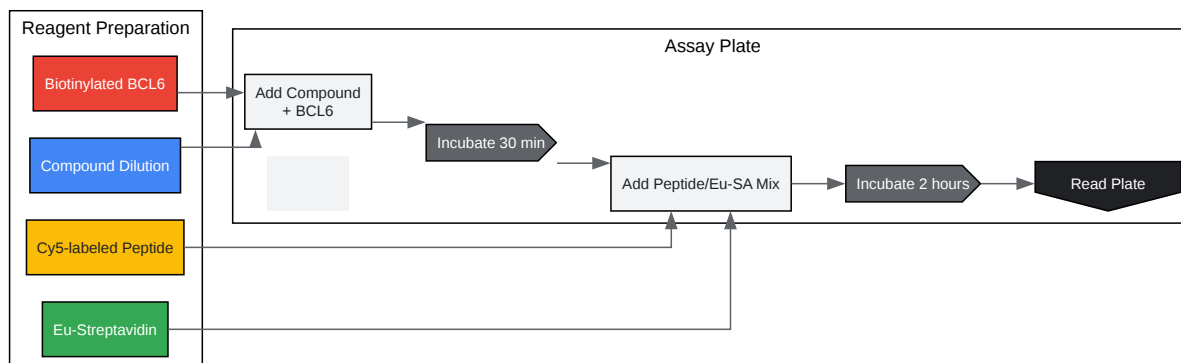 Reagent Preparation
Biotinylated BCL6
Compound Dilution
Cy5-labeled Peptide
Eu-Streptavidin
Assay Plate
Add Compound
+ BCL6
Incubate 30 min
Add Peptide/Eu-SA Mix
Incubate 2 hours
Read Plate